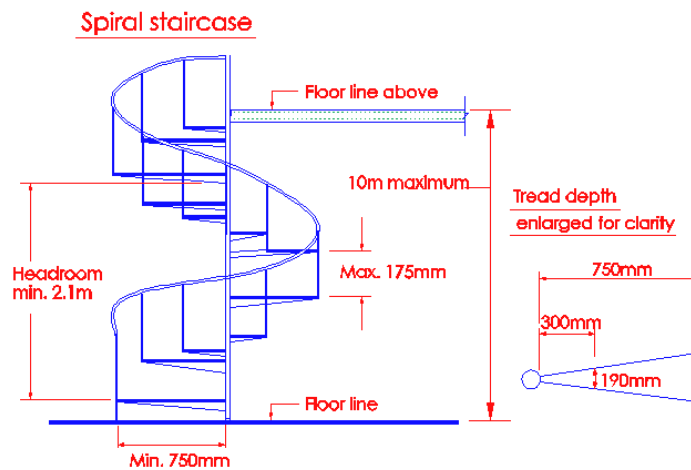 Spiral staircase
Floor line above
10m maximum
Tread depth
enlarged for clarity
750mm
Headroom
min. 2.1m
Max. 175mm
300mm
190mm
Floor line
Min. 750mm